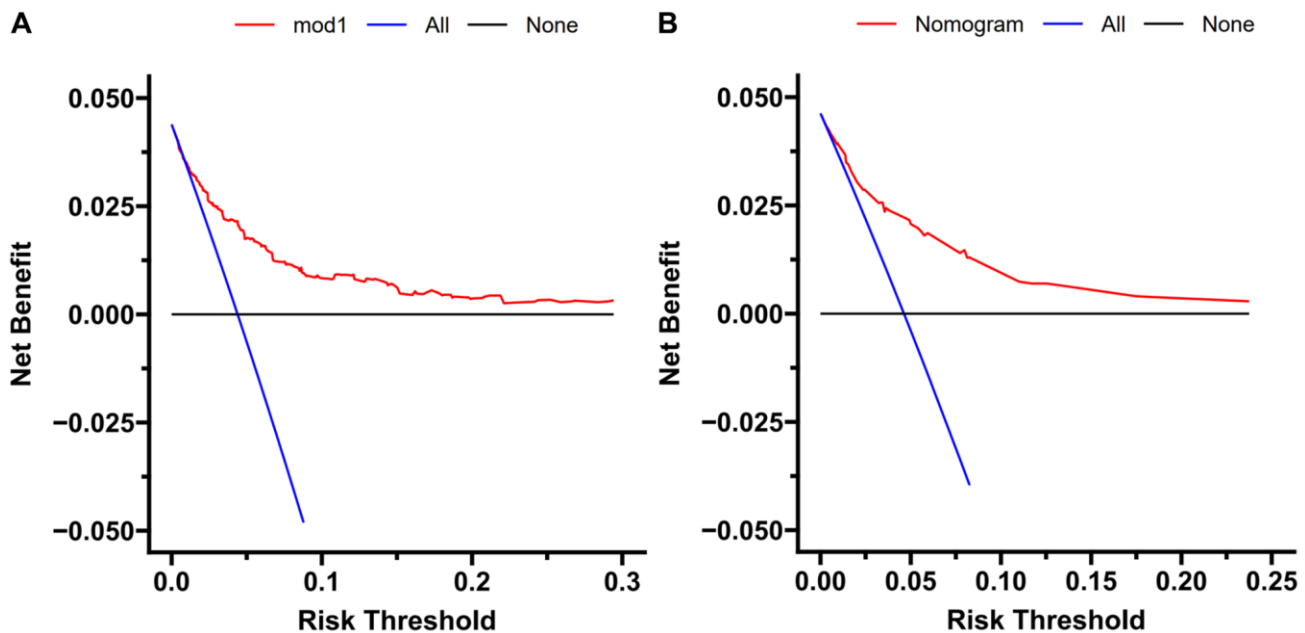 A
mod1 All None
0.050
0.025
0.000
−0.025
−0.050
Net Benefit
0.0 0.1 0.2 0.3
Risk Threshold
B
Nomogram All None
0.050
0.025
0.000
−0.025
−0.050
Net Benefit
0.00 0.05 0.10 0.15 0.20 0.25
Risk Threshold